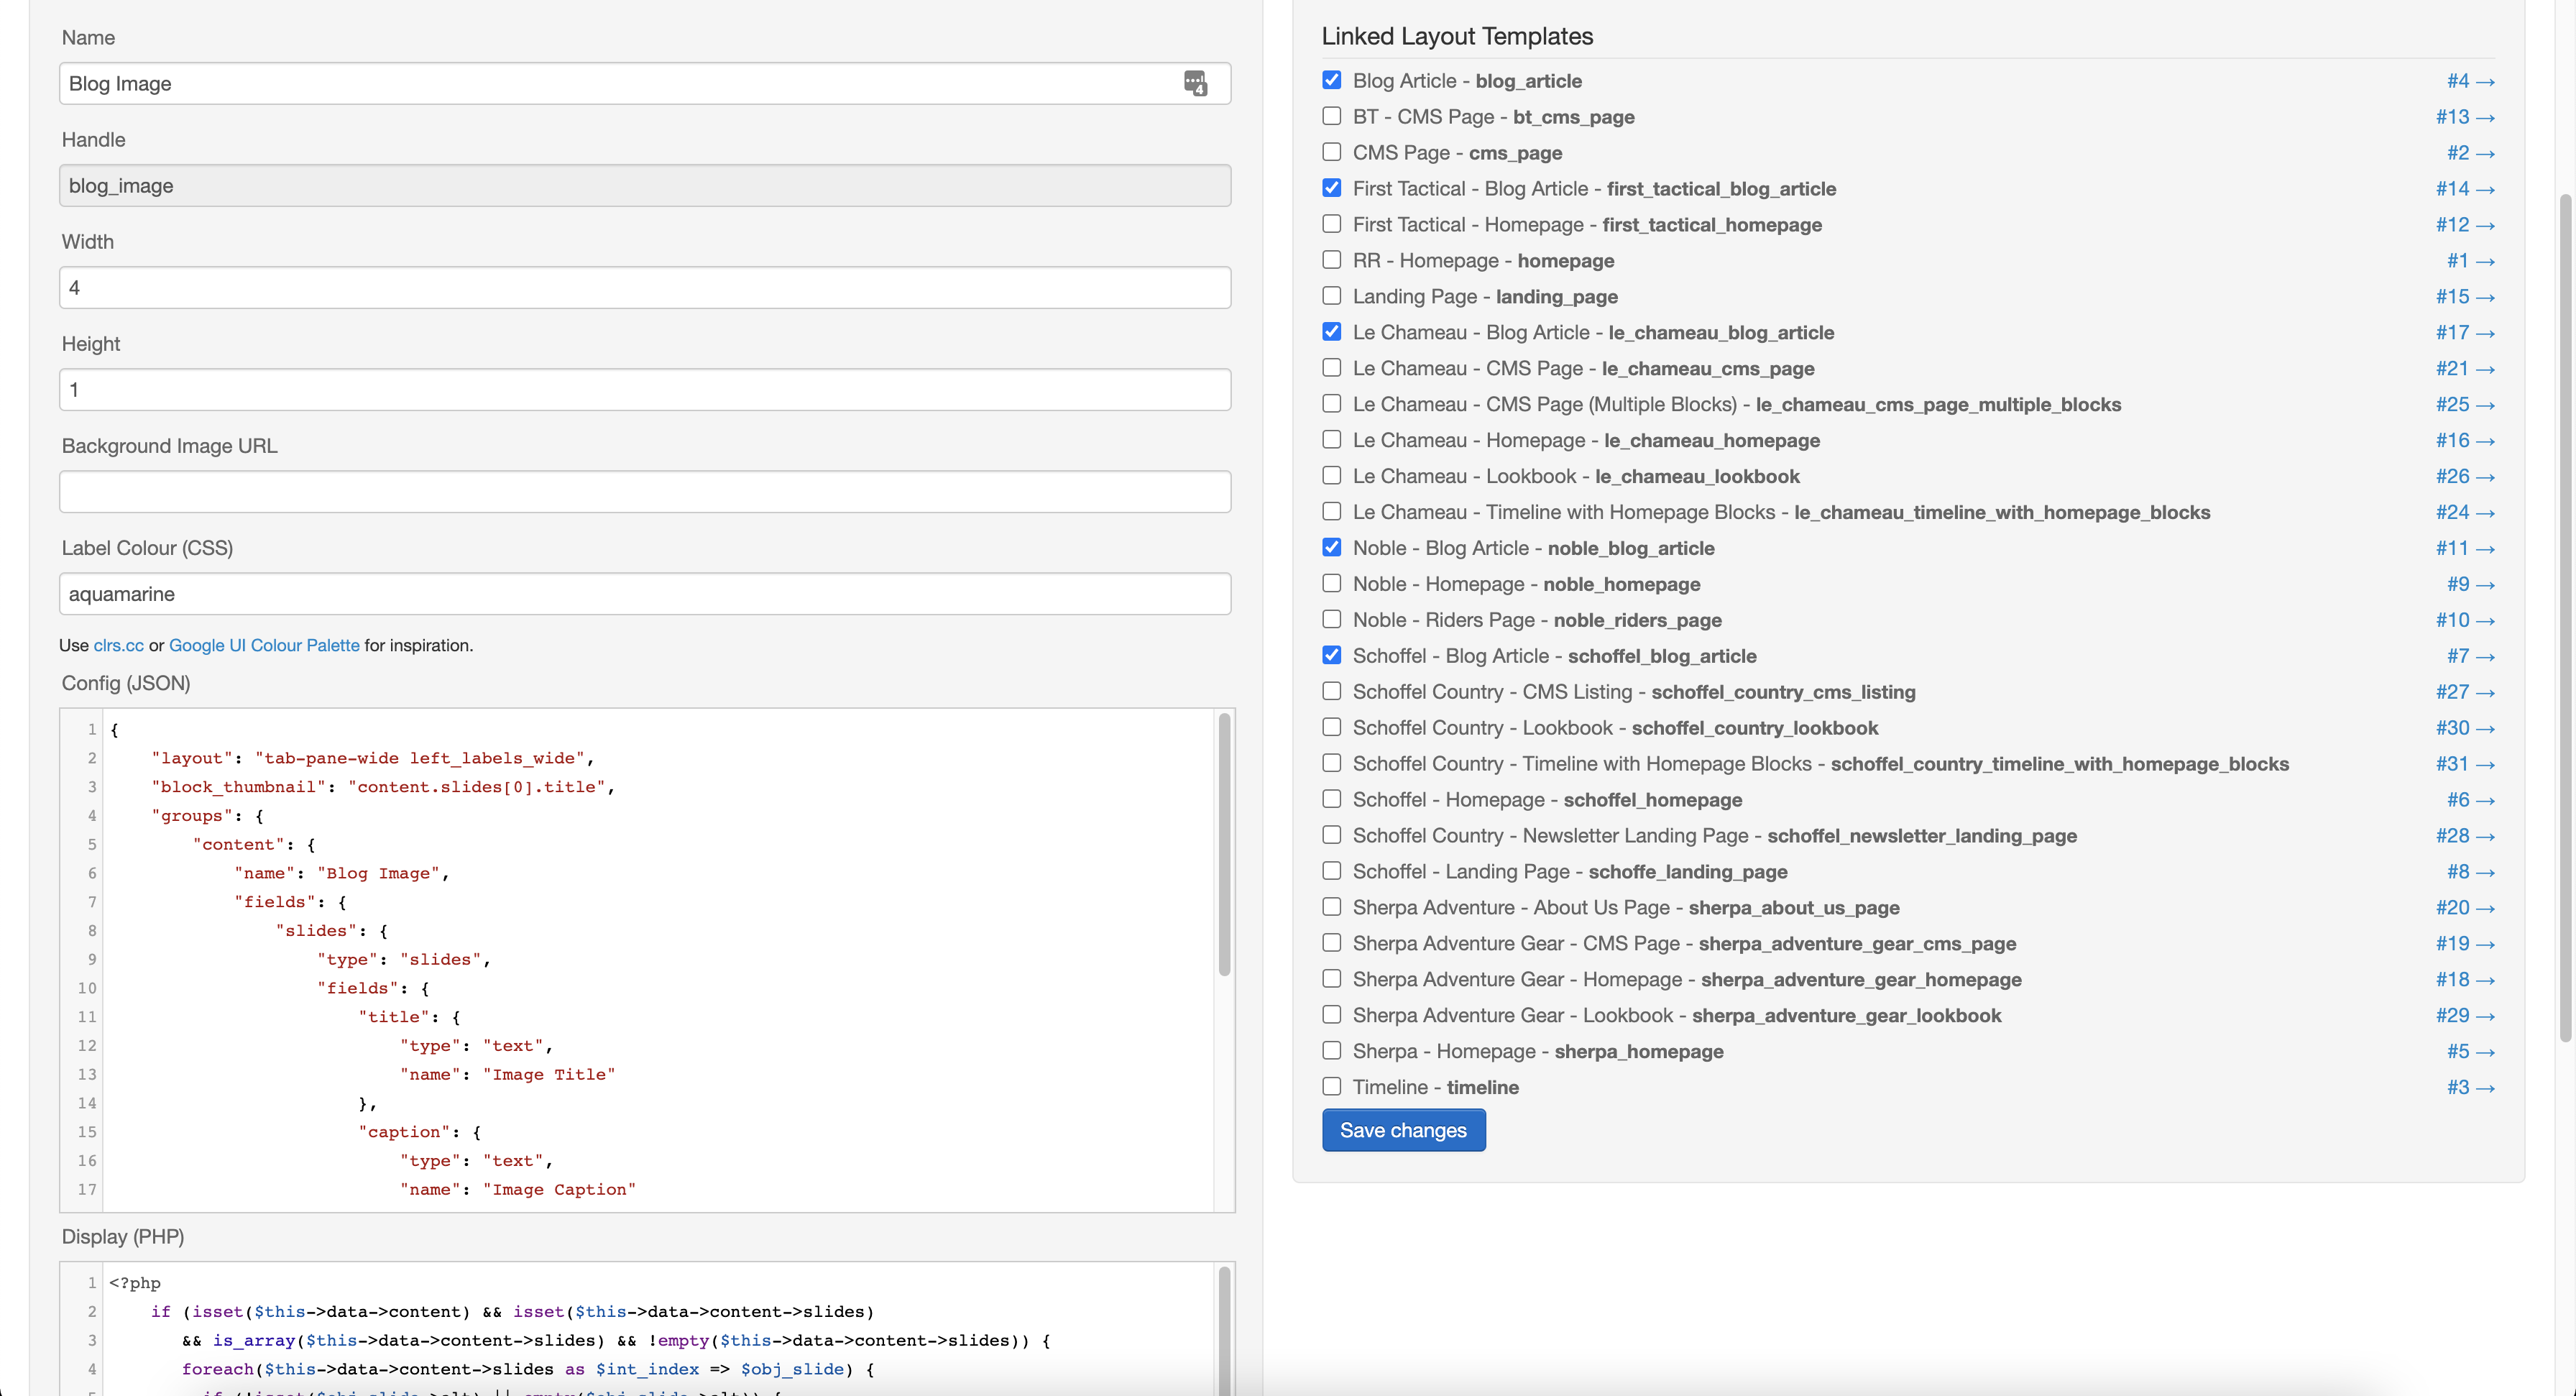 Name
Blog Image
4
Handle
blog_image
Width
4
Height
1
Background Image URL
Label Colour (CSS)
aquamarine
Use clrs.cc or Google UI Colour Palette for inspiration.
Config (JSON)
1 {
2 "layout": "tab-pane-wide left_labels_wide",
3 "block_thumbnail": "content.slides[0].title",
4 "groups": {
5 "content": {
6 "name": "Blog Image",
7 "fields": {
8 "slides": {
9 "type": "slides",
10 "fields": {
11 "title": {
12 "type": "text",
13 "name": "Image Title"
14 },
15 "caption": {
16 "type": "text",
17 "name": "Image Caption"
Display (PHP)
1 <?php
2 if (isset($this->data->content) && isset($this->data->content->slides)
3 && is_array($this->data->content->slides) && !empty($this->data->content->slides)) {
4 foreach($this->data->content->slides as $int_index => $obj_slide) {
Linked Layout Templates
Blog Article - blog_article #4 →
BT - CMS Page - bt_cms_page #13 →
CMS Page - cms_page #2 →
First Tactical - Blog Article - first_tactical_blog_article #14 →
First Tactical - Homepage - first_tactical_homepage #12 →
RR - Homepage - homepage #1 →
Landing Page - landing_page #15 →
Le Chameau - Blog Article - le_chameau_blog_article #17 →
Le Chameau - CMS Page - le_chameau_cms_page #21 →
Le Chameau - CMS Page (Multiple Blocks) - le_chameau_cms_page_multiple_blocks #25 →
Le Chameau - Homepage - le_chameau_homepage #16 →
Le Chameau - Lookbook - le_chameau_lookbook #26 →
Le Chameau - Timeline with Homepage Blocks - le_chameau_timeline_with_homepage_blocks #24 →
Noble - Blog Article - noble_blog_article #11 →
Noble - Homepage - noble_homepage #9 →
Noble - Riders Page - noble_riders_page #10 →
Schoffel - Blog Article - schoffel_blog_article #7 →
Schoffel Country - CMS Listing - schoffel_country_cms_listing #27 →
Schoffel Country - Lookbook - schoffel_country_lookbook #30 →
Schoffel Country - Timeline with Homepage Blocks - schoffel_country_timeline_with_homepage_blocks #31 →
Schoffel - Homepage - schoffel_homepage #6 →
Schoffel Country - Newsletter Landing Page - schoffel_newsletter_landing_page #28 →
Schoffel - Landing Page - schoffe_landing_page #8 →
Sherpa Adventure - About Us Page - sherpa_about_us_page #20 →
Sherpa Adventure Gear - CMS Page - sherpa_adventure_gear_cms_page #19 →
Sherpa Adventure Gear - Homepage - sherpa_adventure_gear_homepage #18 →
Sherpa Adventure Gear - Lookbook - sherpa_adventure_gear_lookbook #29 →
Sherpa - Homepage - sherpa_homepage #5 →
Timeline - timeline #3 →
Save changes